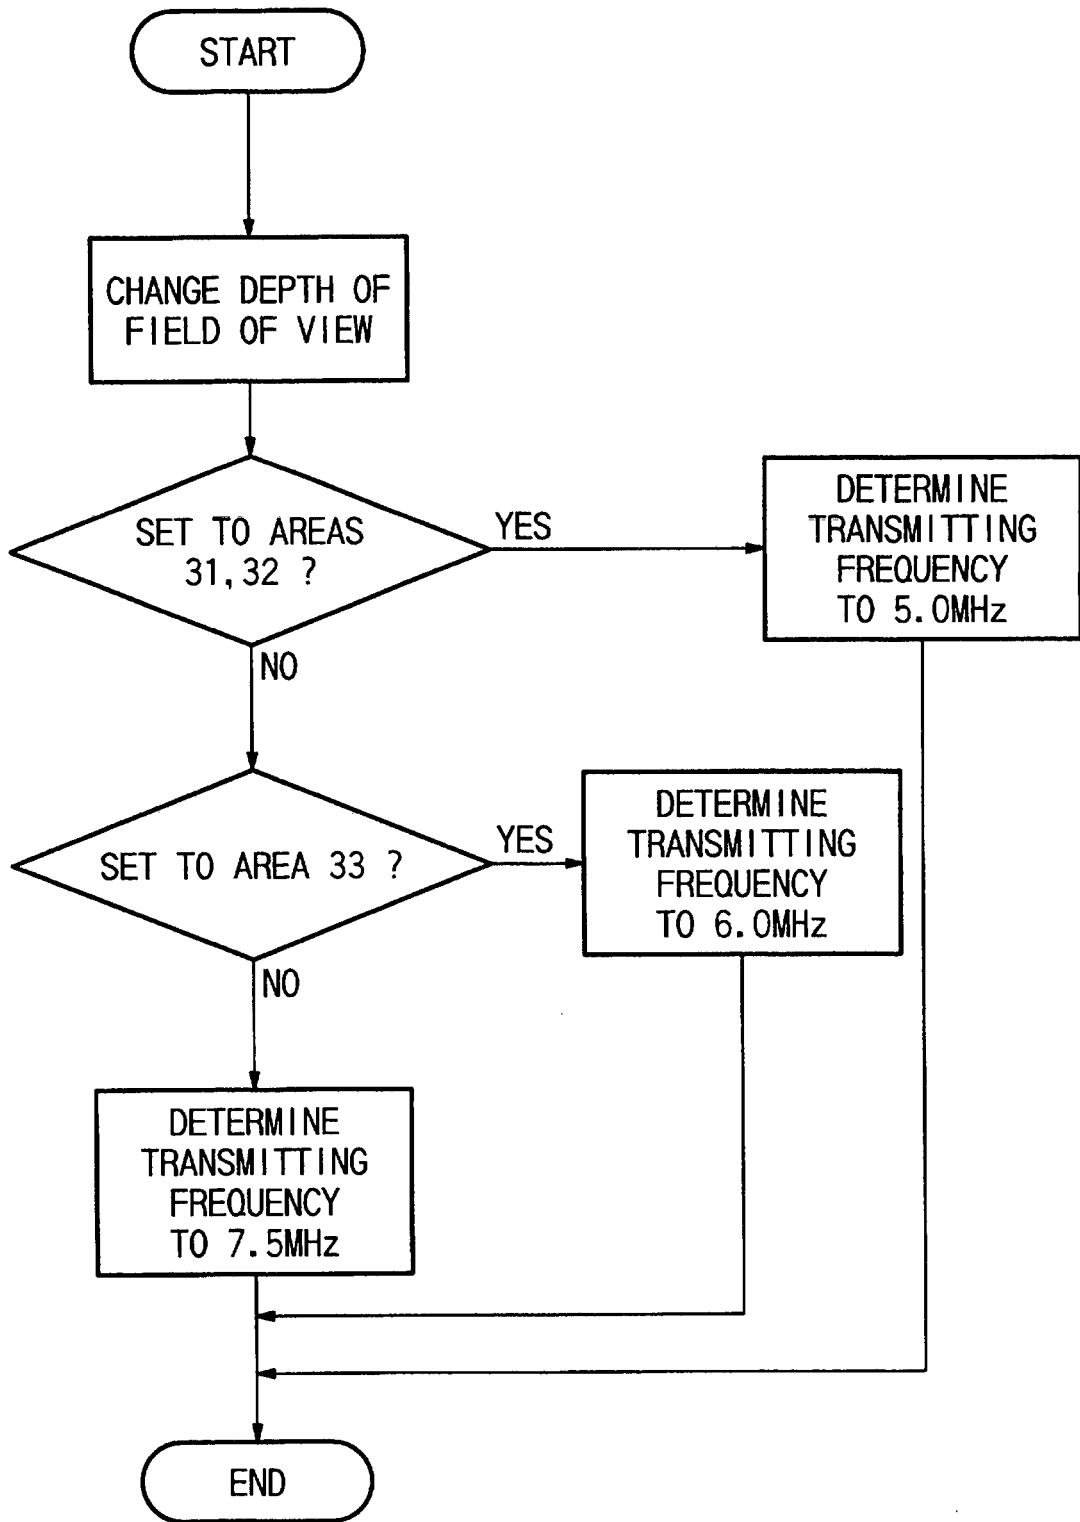 START
CHANGE DEPTH OF
FIELD OF VIEW
SET TO AREAS
31,32 ?
YES
DETERMINE
TRANSMITTING
FREQUENCY
TO 5.0MHz
NO
SET TO AREA 33 ?
YES
DETERMINE
TRANSMITTING
FREQUENCY
TO 6.0MHz
NO
DETERMINE
TRANSMITTING
FREQUENCY
TO 7.5MHz
END